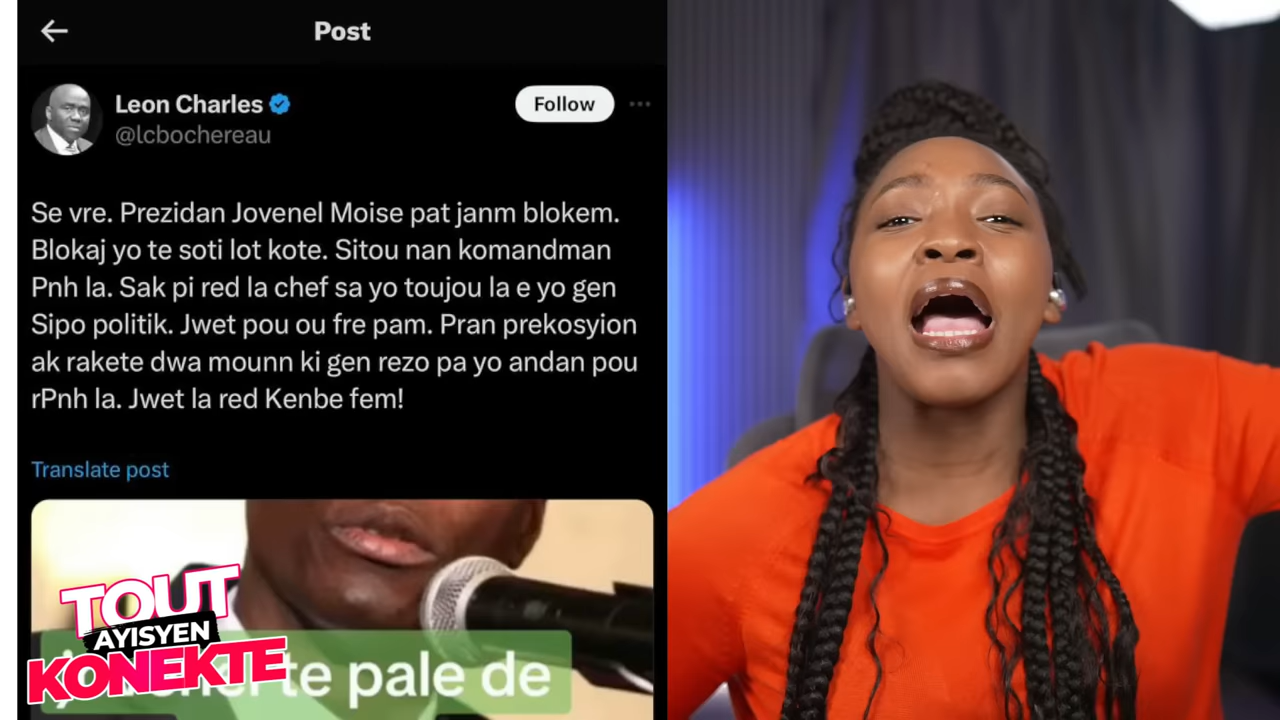 Post
Leon Charles
Follow
@lcbochereau
Se vre. Prezidan Jovenel Moise pat janm blokem.
Blokaj yo te soti lot kote. Sitou nan komandman
Pnh la. Sak pi red la chef sa yo toujou la e yo gen
Sipo politik. Jwet pou ou fre pam. Pran prekosyion
ak rakete dwa mounn ki gen rezo pa yo andan pou
rPnh la. Jwet la red Kenbe fem!
Translate post
te pale de
TOUT
AYISYEN
KONEKTE